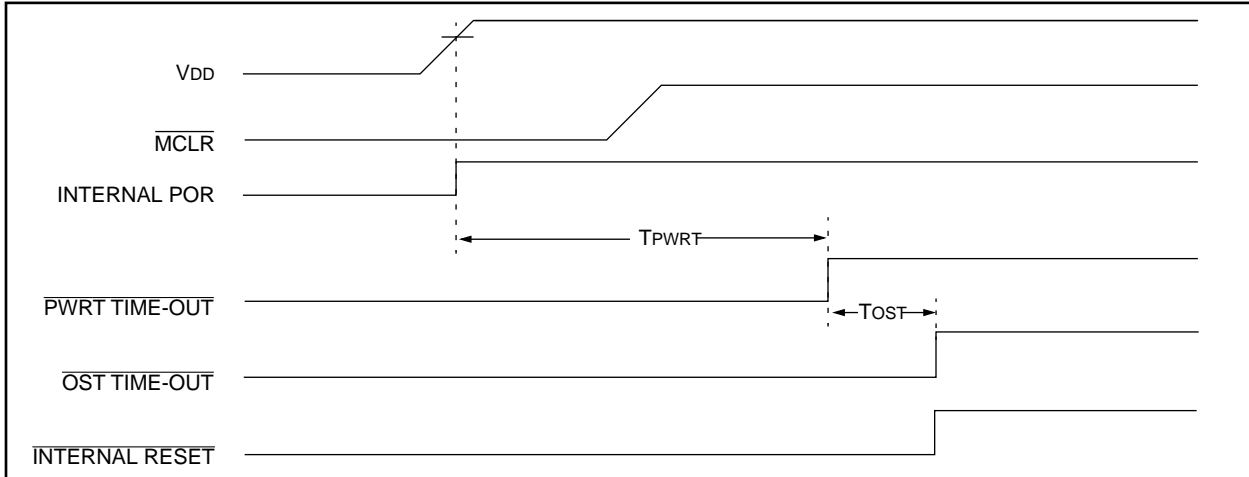 VDD
MCLR
INTERNAL POR
TPWRT
PWRT TIME-OUT
TOST
OST TIME-OUT
INTERNAL RESET